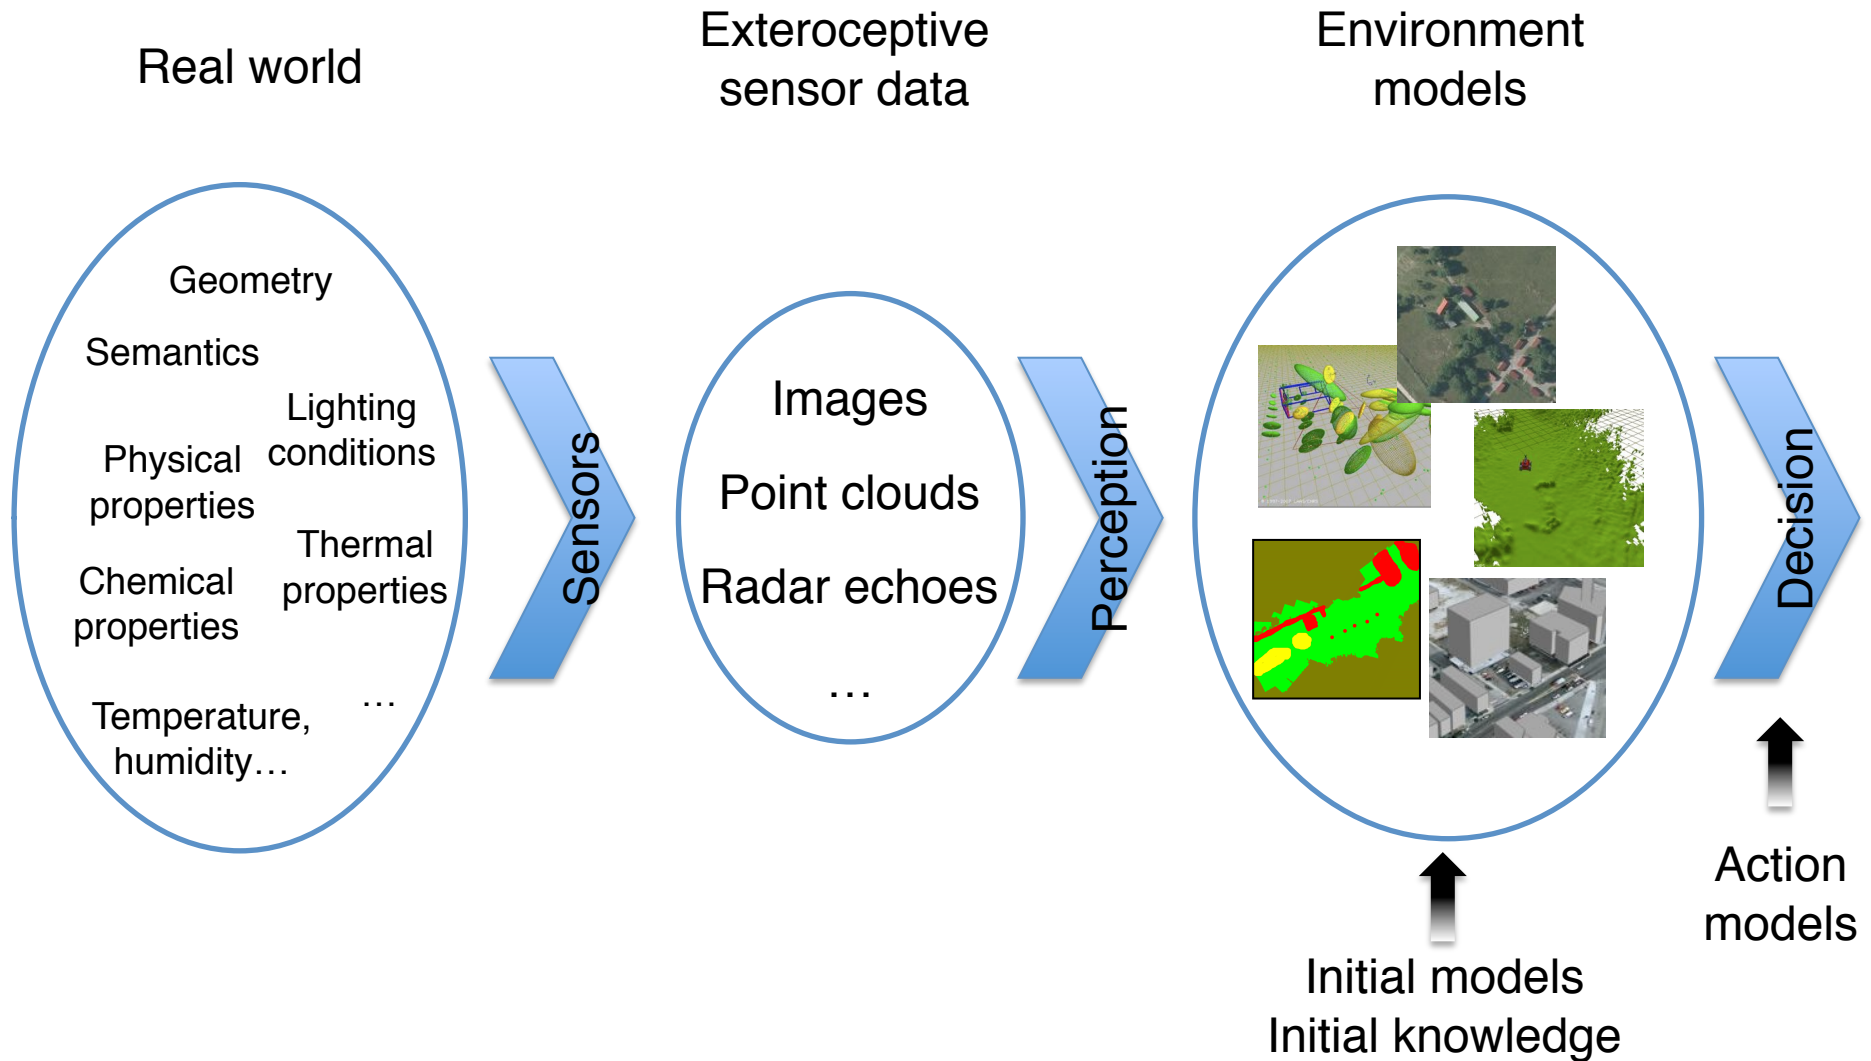 Real world
Exteroceptive
sensor data
Environment
models
Geometry
Semantics
Lighting
conditions
Physical
properties
Thermal
properties
Chemical
properties
…
Temperature,
humidity…
Sensors
Images
Point clouds
Radar echoes
…
Perception
Decision
Action
models
Initial models
Initial knowledge